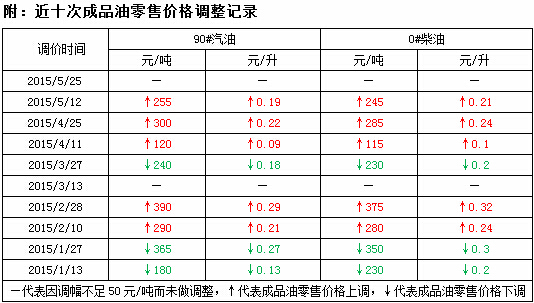 附：近十次成品油零售价格调整记录
调价时间 90#汽油 0#柴油
元/吨 元/升 元/吨 元/升
2015/5/25 — — — —
2015/5/12 ↑255 ↑0.19 ↑245 ↑0.21
2015/4/25 ↑300 ↑0.22 ↑285 ↑0.24
2015/4/11 ↑120 ↑0.09 ↑115 ↑0.1
2015/3/27 ↓240 ↓0.18 ↓230 ↓0.2
2015/3/13 — — — —
2015/2/28 ↑390 ↑0.29 ↑375 ↑0.32
2015/2/10 ↑290 ↑0.21 ↑280 ↑0.24
2015/1/27 ↓365 ↓0.27 ↓350 ↓0.3
2015/1/13 ↓180 ↓0.13 ↓230 ↓0.2
—代表因调幅不足50元/吨而未做调整，↑代表成品油零售价格上调，↓代表成品油零售价格下调